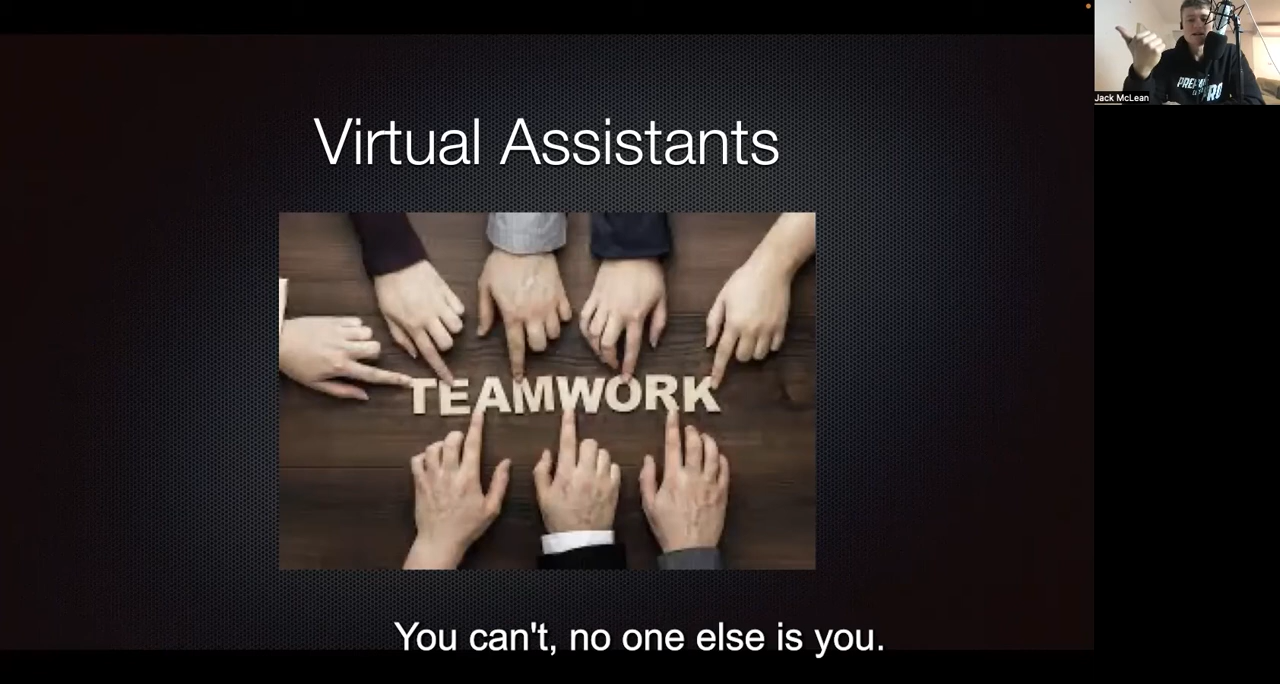 Jack McLean
Virtual Assistants
TEAMWORK
You can't, no one else is you.